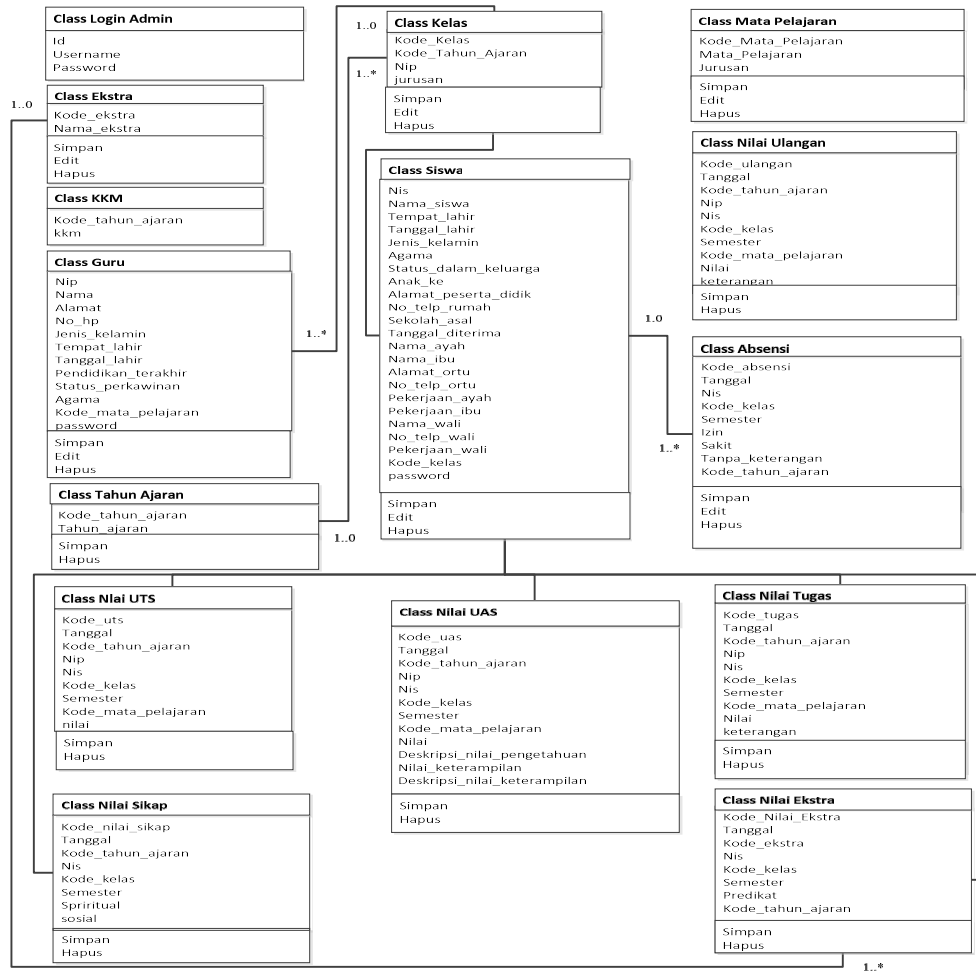 Class Login Admin
Id
Username
Password
1..0
Class Ekstra
Kode_ekstra
Nama_ekstra
Simpan
Edit
Hapus
Class KKM
Kode_tahun_ajaran
kkm
Class Guru
Nip
Nama
Alamat
No_hp
Jenis_kelamin
Tempat_lahir
Tanggal_lahir
Pendidikan_terakhir
Status_perkawinan
Agama
Kode_mata_pelajaran
password
Simpan
Edit
Hapus
1..*
Class Tahun Ajaran
Kode_tahun_ajaran
Tahun_ajaran
Simpan
Hapus
1..0
1..0
1..*
Class Kelas
Kode_Kelas
Kode_Tahun_Ajaran
Nip
jurusan
Simpan
Edit
Hapus
Class Siswa
Nis
Nama_siswa
Tempat_lahir
Tanggal_lahir
Jenis_kelamin
Agama
Status_dalam_keluarga
Anak_ke
Alamat_peserta_didik
No_telp_rumah
Sekolah_asal
Tanggal_diterima
Nama_ayah
Nama_ibu
Alamat_ortu
No_telp_ortu
Pekerjaan_ayah
Pekerjaan_ibu
Nama_wali
No_telp_wali
Pekerjaan_wali
Kode_kelas
password
Simpan
Edit
Hapus
1.0
1..*
Class Mata Pelajaran
Kode_Mata_Pelajaran
Mata_Pelajaran
Jurusan
Simpan
Edit
Hapus
Class Nilai Ulangan
Kode_ulangan
Tanggal
Kode_tahun_ajaran
Nip
Nis
Kode_kelas
Semester
Kode_mata_pelajaran
Nilai
keterangan
Simpan
Hapus
Class Absensi
Kode_absensi
Tanggal
Nis
Kode_kelas
Semester
Izin
Sakit
Tanpa_keterangan
Kode_tahun_ajaran
Simpan
Edit
Hapus
Class Nlai UTS
Kode_uts
Tanggal
Kode_tahun_ajaran
Nip
Nis
Kode_kelas
Semester
Kode_mata_pelajaran
nilai
Simpan
Hapus
Class Nilai UAS
Kode_uas
Tanggal
Kode_tahun_ajaran
Nip
Nis
Kode_kelas
Semester
Kode_mata_pelajaran
Nilai
Deskripsi_nilai_pengetahuan
Nilai_keterampilan
Deskripsi_nilai_keterampilan
Simpan
Hapus
Class Nilai Tugas
Kode_tugas
Tanggal
Kode_tahun_ajaran
Nip
Nis
Kode_kelas
Semester
Kode_mata_pelajaran
Nilai
keterangan
Simpan
Hapus
Class Nilai Sikap
Kode_nilai_sikap
Tanggal
Kode_tahun_ajaran
Nis
Kode_kelas
Semester
Spriritual
sosial
Simpan
Hapus
Class Nilai Ekstra
Kode_Nilai_Ekstra
Tanggal
Kode_ekstra
Nis
Kode_kelas
Semester
Predikat
Kode_tahun_ajaran
Simpan
Hapus
1..*